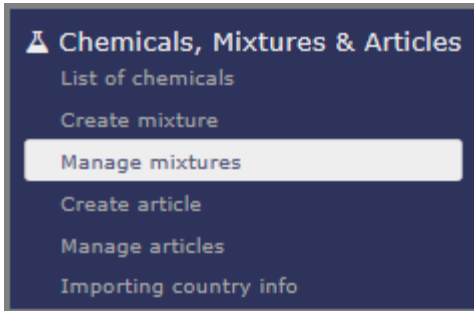 Chemicals, Mixtures & Articles
List of chemicals
Create mixture
Manage mixtures
Create article
Manage articles
Importing country info